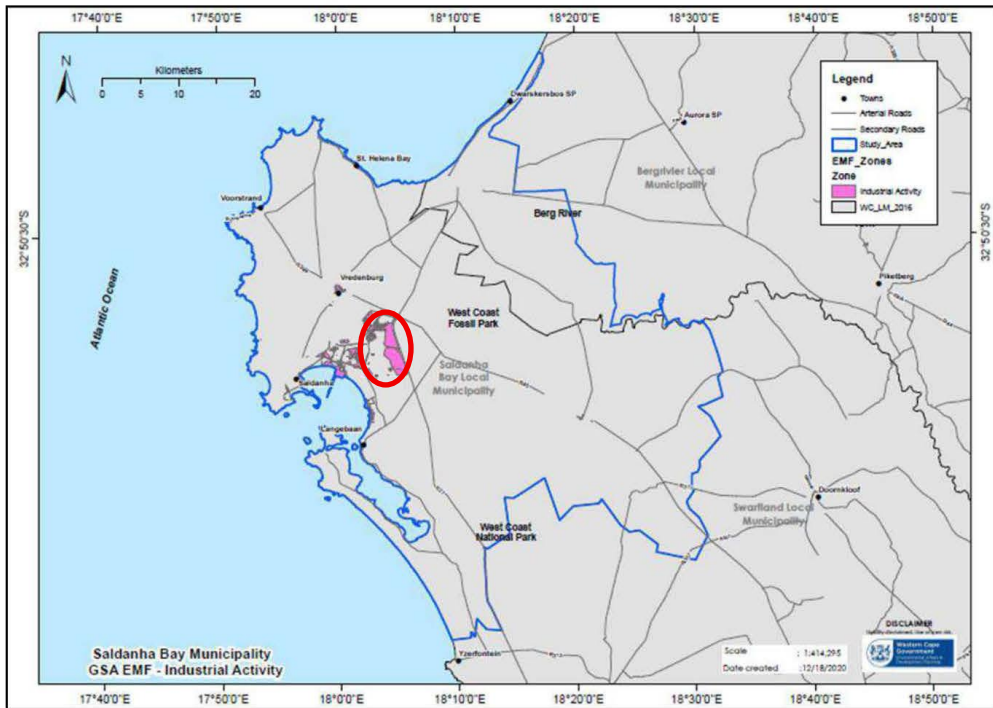 17°40'0"E 17°50'0"E 18°0'0"E 18°10'0"E 18°20'0"E 18°30'0"E 18°40'0"E 18°50'0"E
N
Kilometers
0 5 10 20
Legend
Towns
Arterial Roads
Secondary Roads
Study_Area
EMF_Zones
Zone
Industrial Activity
WC_LM_2016
Dwarskersbos SP
Aurora SP
St. Helena Bay
Bergrivier Local
Municipality
Voorstrand
Berg River
32°50'30"S
32°50'30"S
Atlantic Ocean
Piketberg
Vredenburg
West Coast
Fossil Park
Saldanha
Bay Local
Municipality
Saldanha
Langebaan
Doornkloof
Swartland Local
Municipality
West Coast
National Park
Yzerfontein
Saldanha Bay Municipality
GSA EMF - Industrial Activity
Scale : 1:414,295
Date created :12/18/2020
DISCLAIMER
Western Cape
Government
17°40'0"E 17°50'0"E 18°0'0"E 18°10'0"E 18°20'0"E 18°30'0"E 18°40'0"E 18°50'0"E